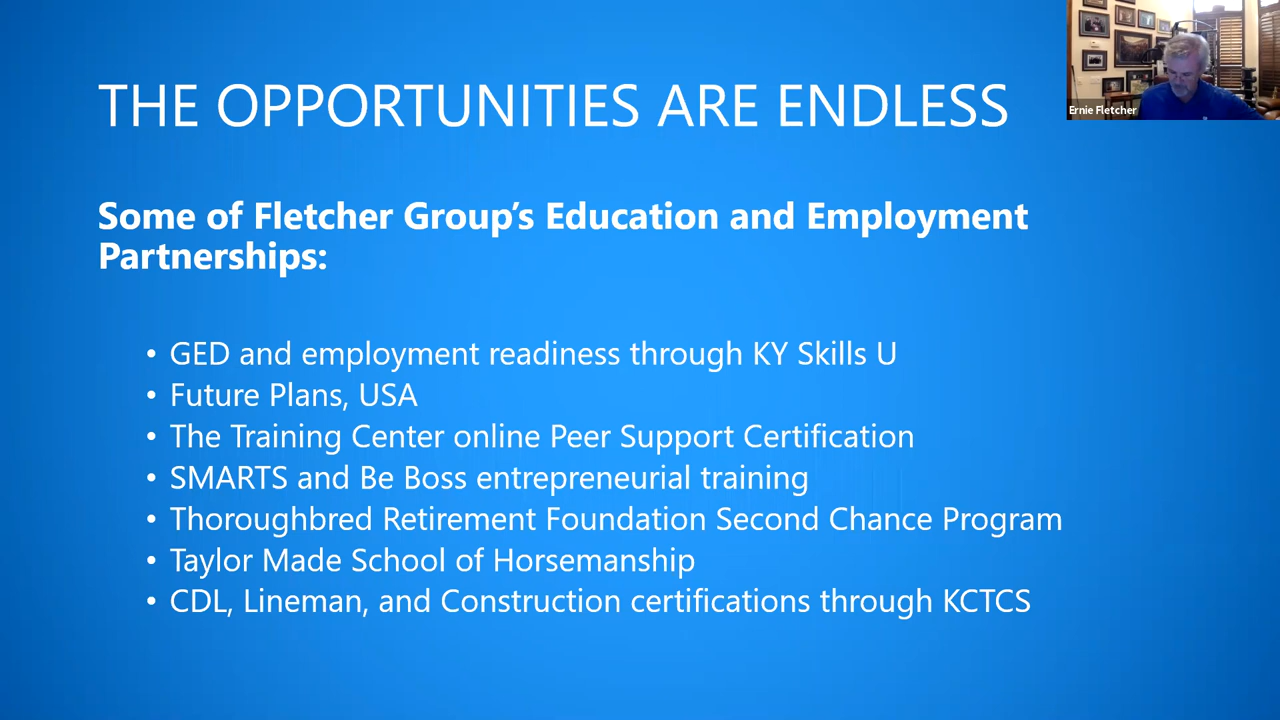 THE OPPORTUNITIES ARE ENDLESS
Ernie Fletcher
Some of Fletcher Group’s Education and Employment
Partnerships:
• GED and employment readiness through KY Skills U
• Future Plans, USA
• The Training Center online Peer Support Certification
• SMARTS and Be Boss entrepreneurial training
• Thoroughbred Retirement Foundation Second Chance Program
• Taylor Made School of Horsemanship
• CDL, Lineman, and Construction certifications through KCTCS